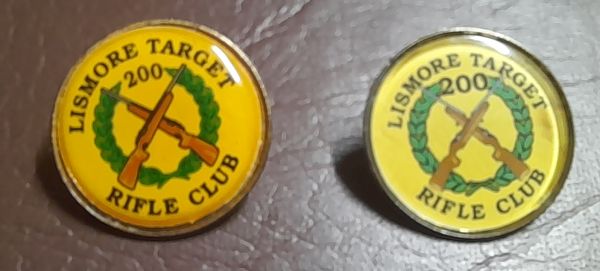 LISMORE TARGET
200
RIFLE CLUB
LISMORE TARGET
200
RIFLE CLUB